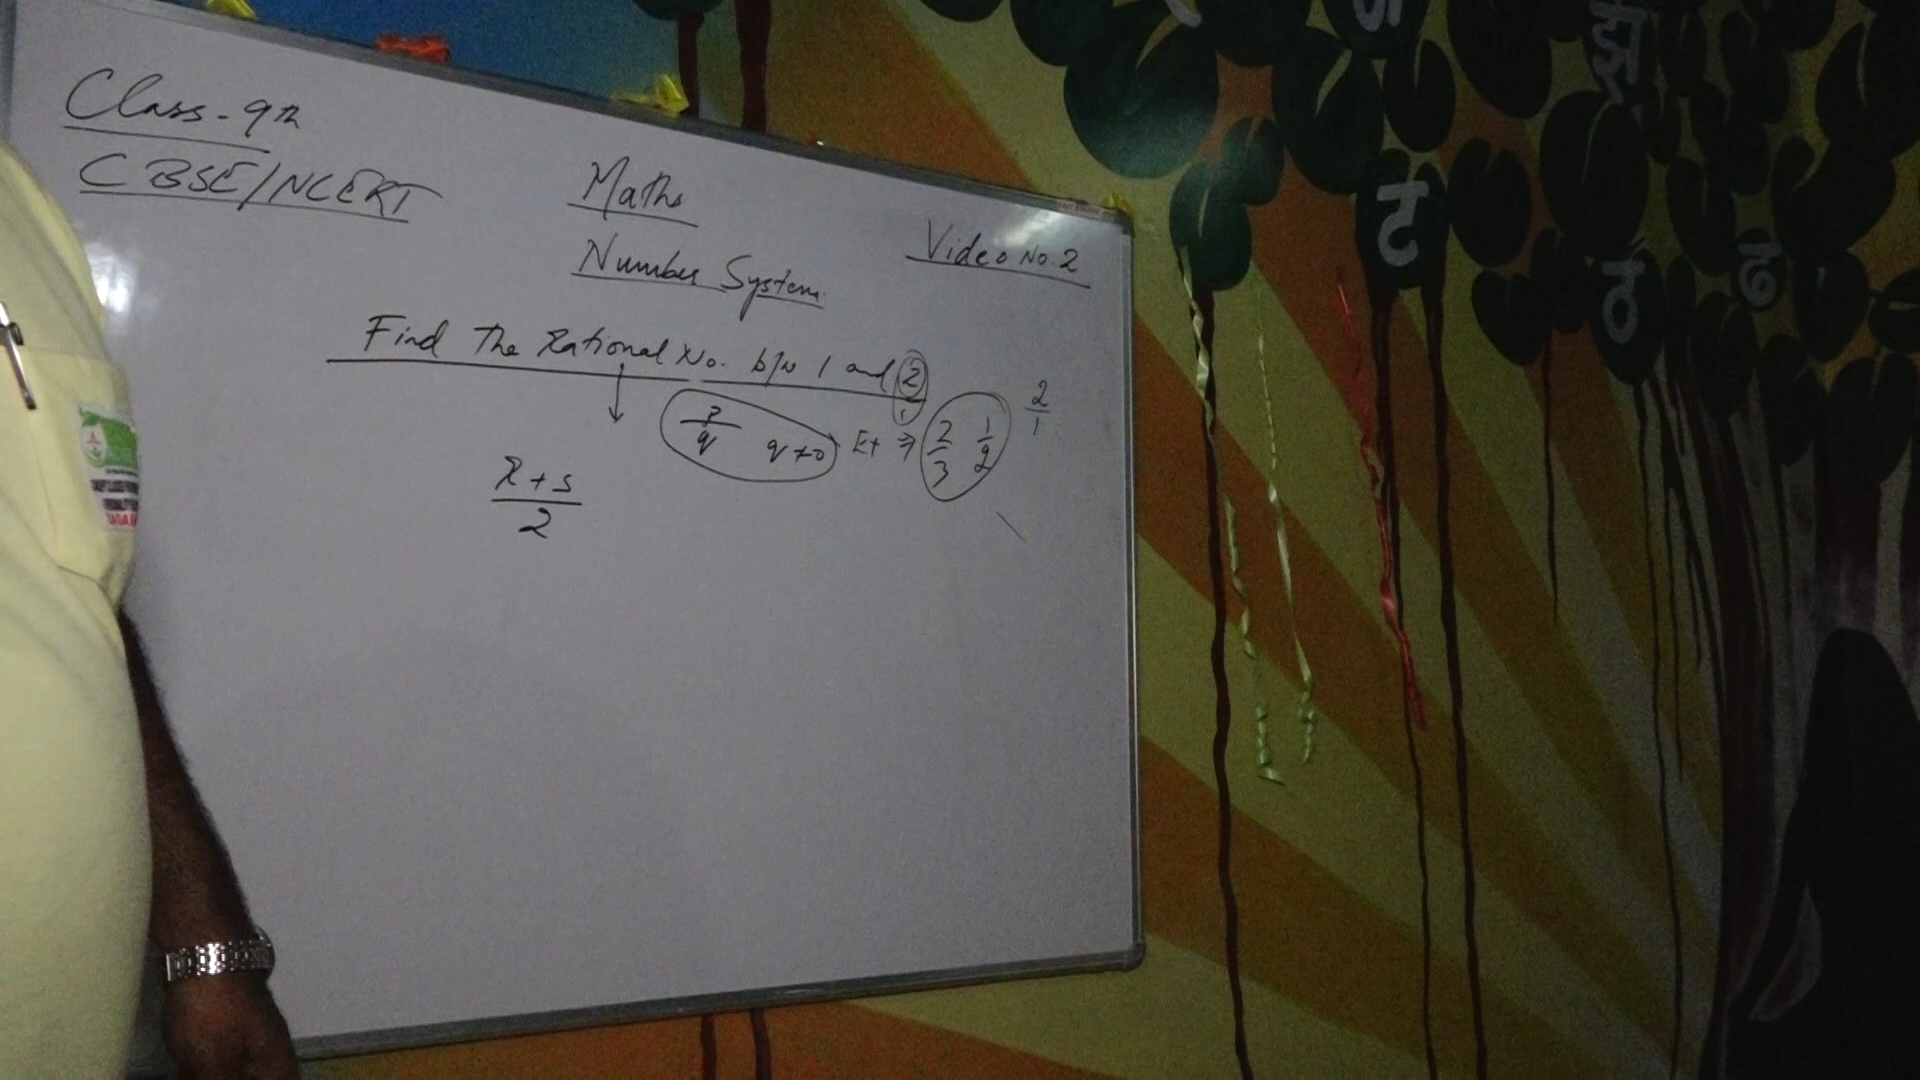 Class - 9th
CBSE/NCERT
Maths
Number System
Video No. 2
Find The Rational No. b/w 1 and 2
1
p/q q≠0 Ex ⇒ 2/3 1/2
2/1
r+s/2
झ
ट
ठ
ढ